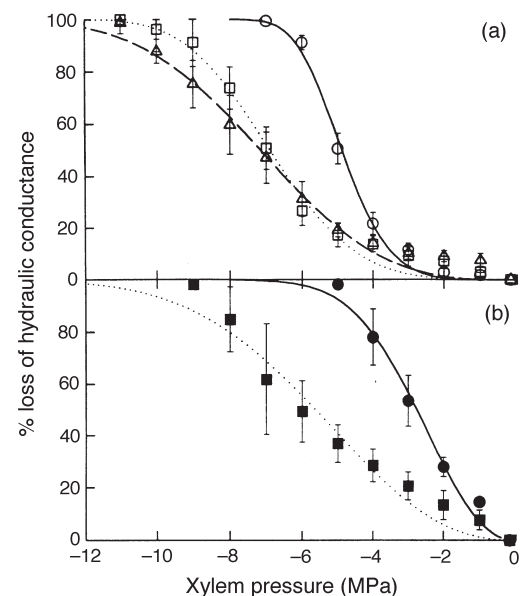 (a)
100
80
60
40
20
0
% loss of hydraulic conductance
(b)
80
60
40
20
0
−12 −10 −8 −6 −4 −2 0
Xylem pressure (MPa)